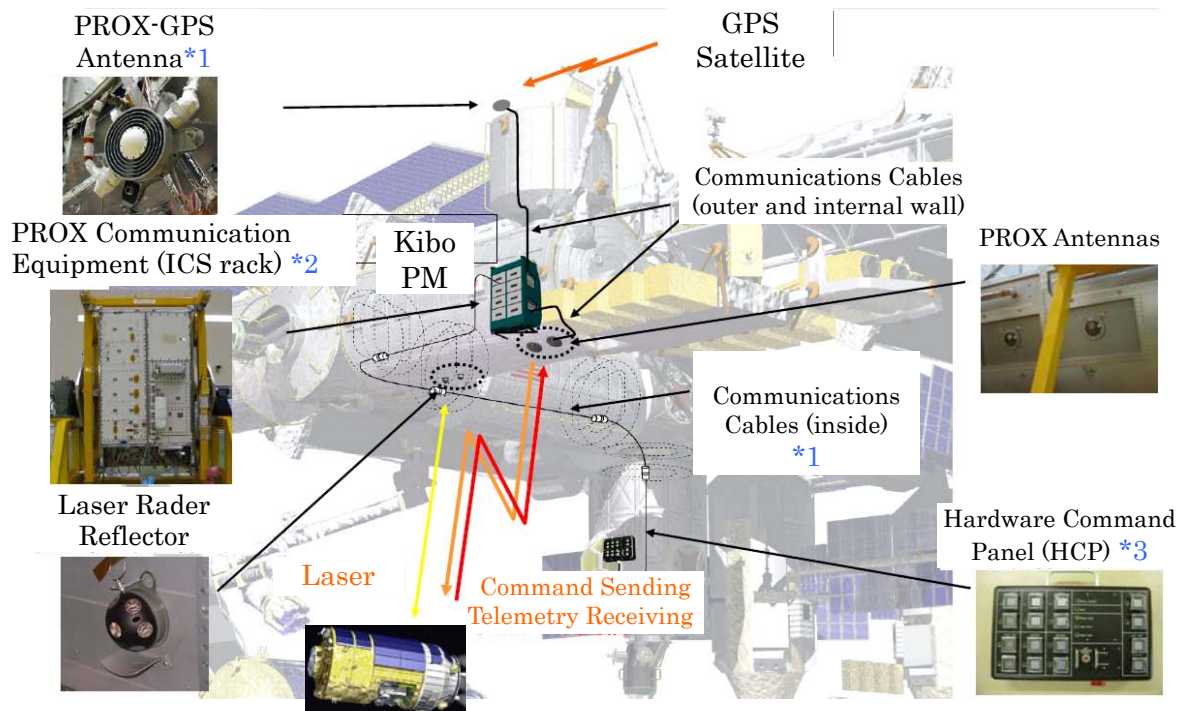 PROX-GPS
Antenna*1
GPS
Satellite
Communications Cables
(outer and internal wall)
PROX Communication
Equipment (ICS rack) *2
Kibo
PM
PROX Antennas
Communications
Cables (inside)
*1
Laser Rader
Reflector
Hardware Command
Panel (HCP) *3
Laser
Command Sending
Telemetry Receiving